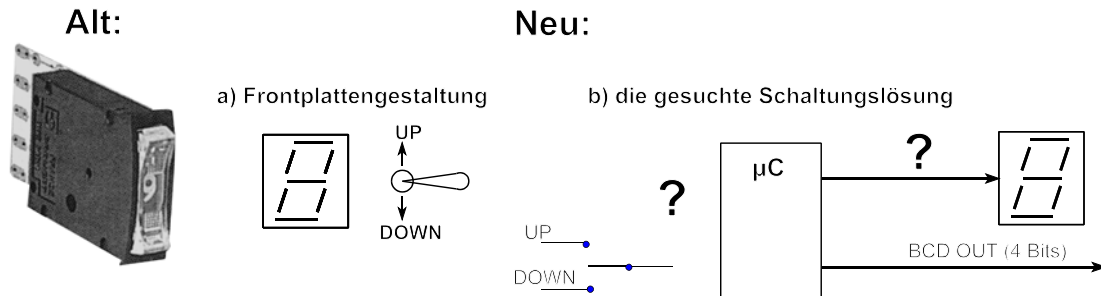 Alt:
Neu:
a) Frontplattengestaltung
b) die gesuchte Schaltungslösung
UP
DOWN
?
µC
?
UP
DOWN
BCD OUT (4 Bits)